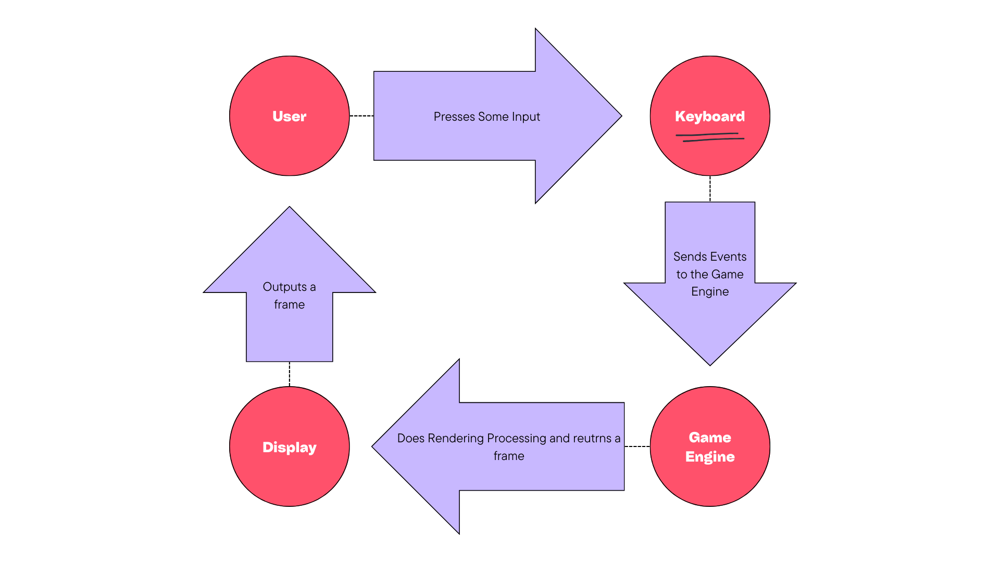 User
Presses Some Input
Keyboard
Sends Events
to the Game
Engine
Outputs a
frame
Does Rendering Processing and reutrns a
frame
Game
Engine
Display